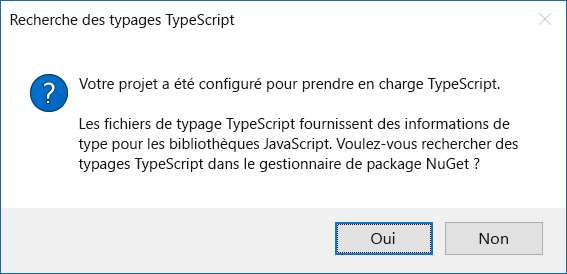 Recherche des typages TypeScript
Votre projet a été configuré pour prendre en charge TypeScript.
Les fichiers de typage TypeScript fournissent des informations de
type pour les bibliothèques JavaScript. Voulez-vous rechercher des
typages TypeScript dans le gestionnaire de package NuGet ?
Oui
Non